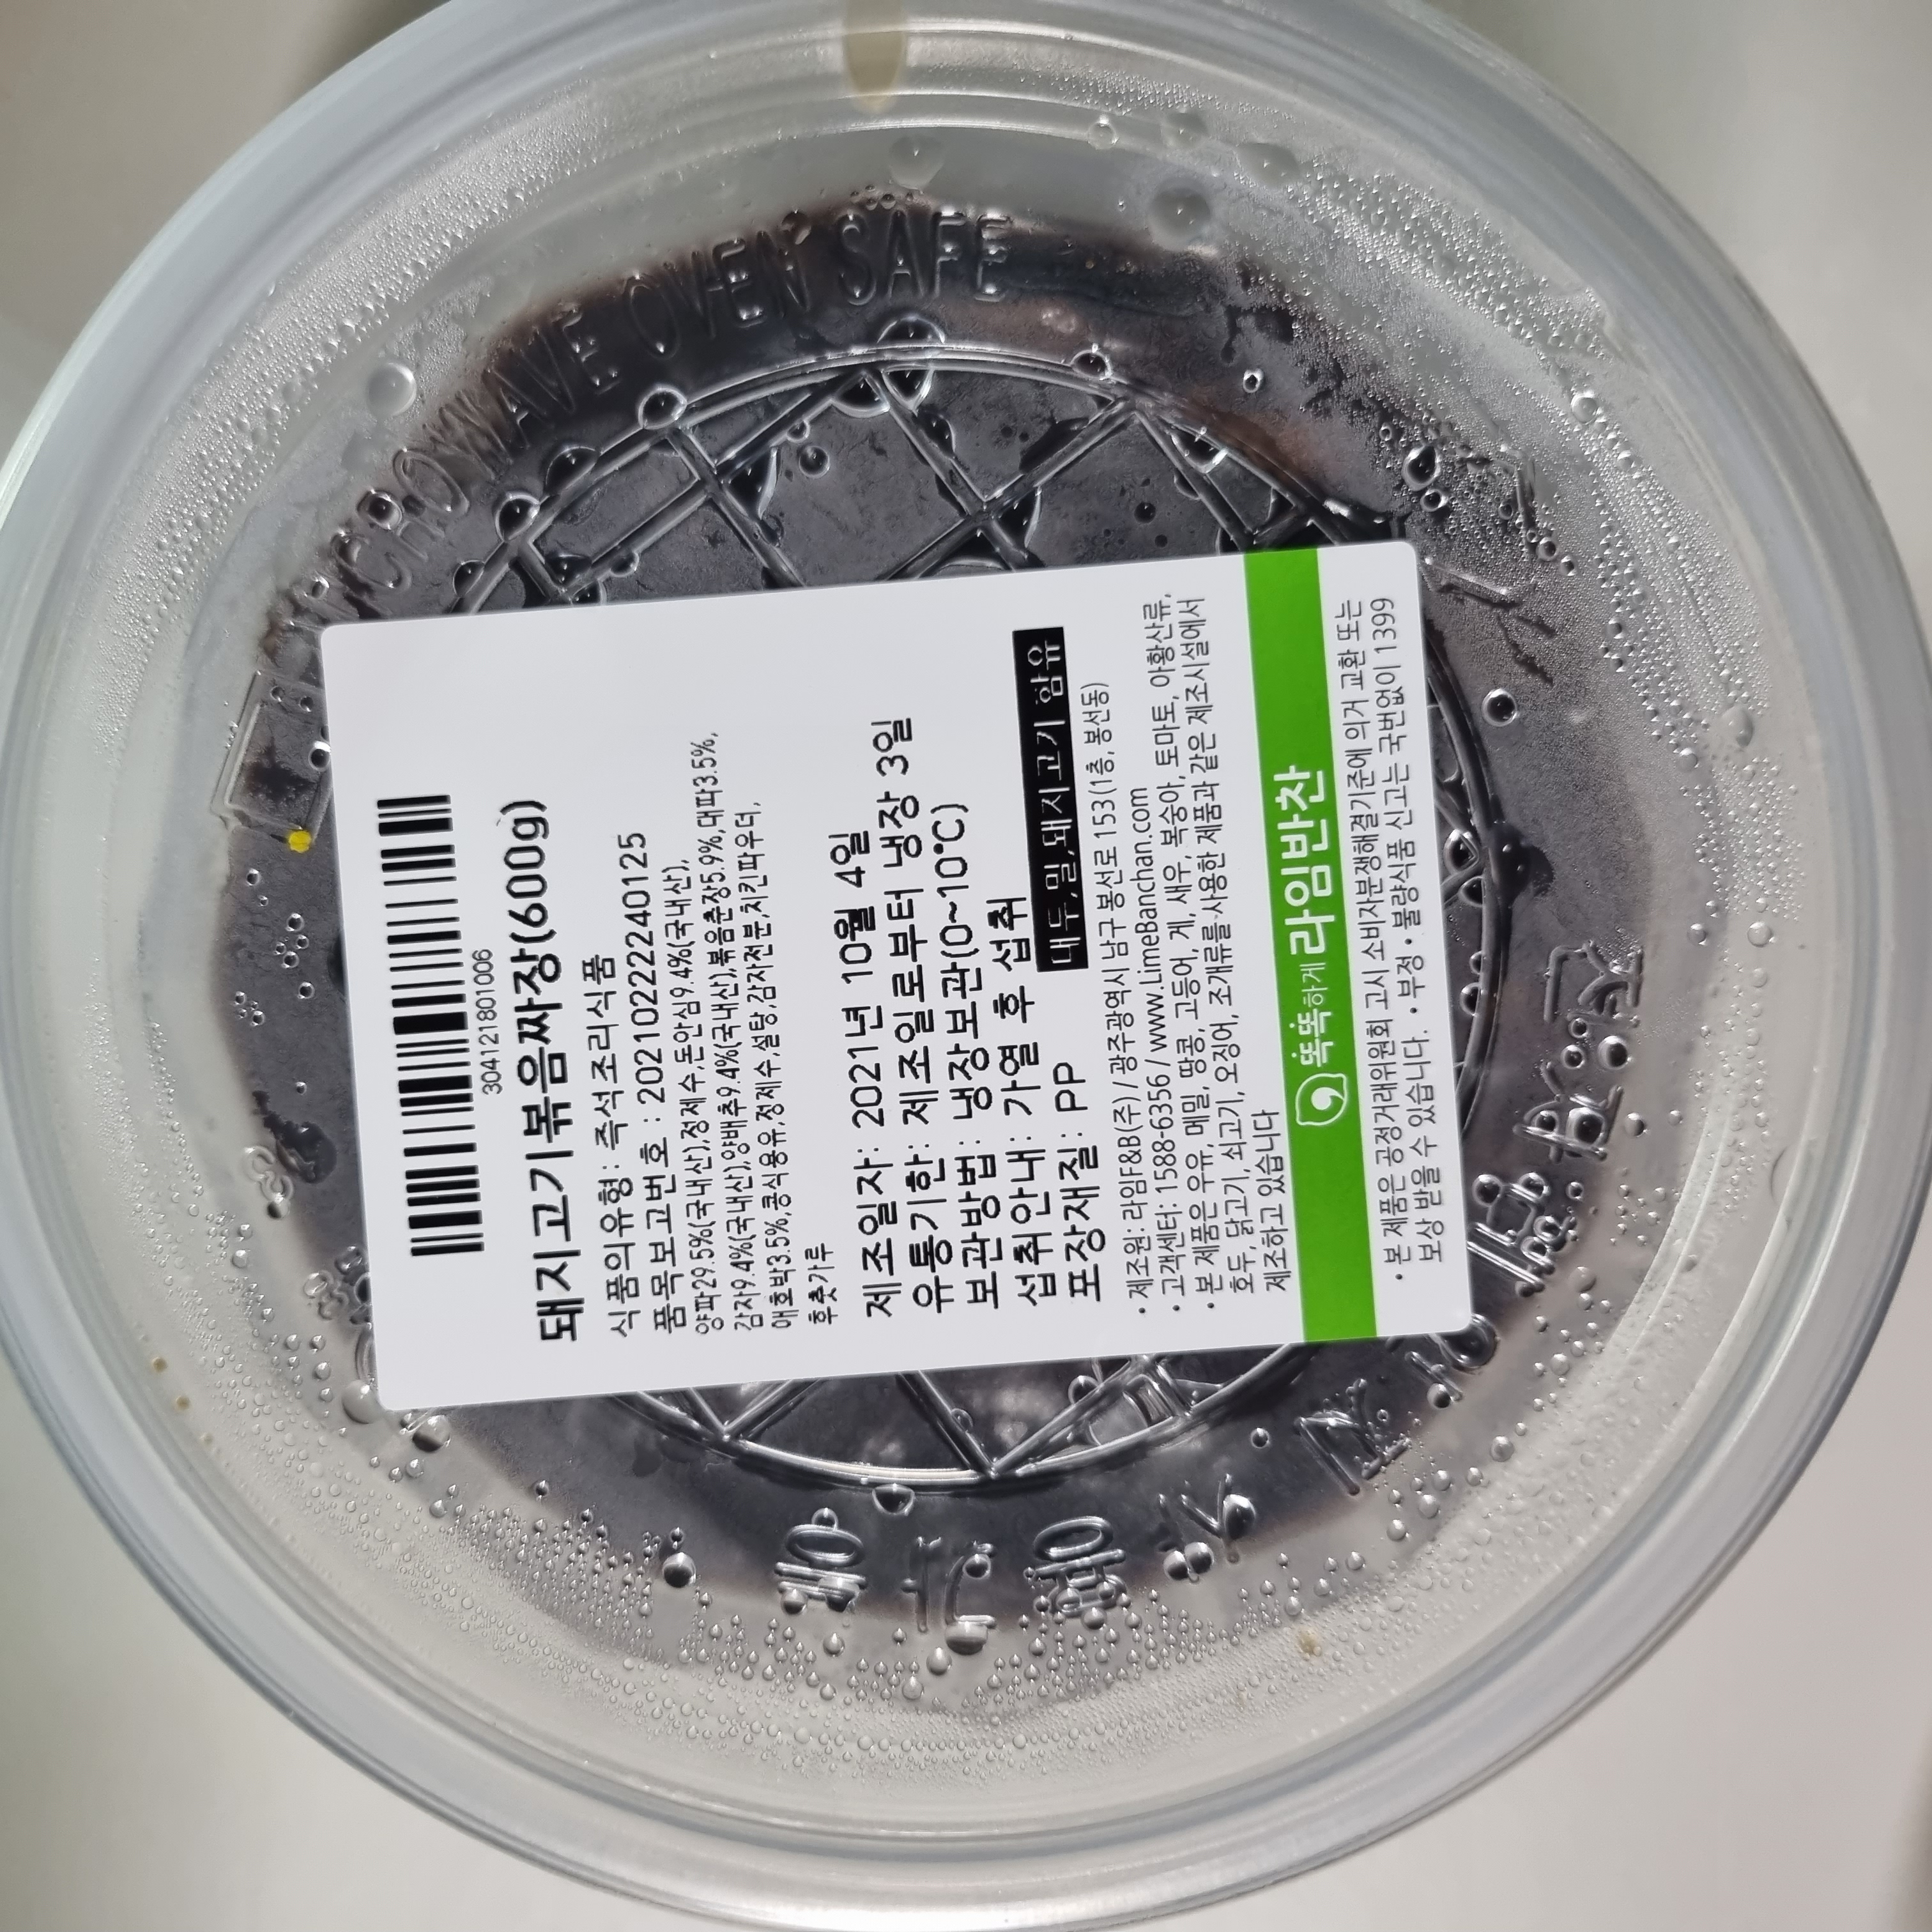 MICROWAVE OVEN SAFE
304121801006
돼지고기볶음짜장(600g)
식품의유형: 즉석조리식품
품목보고번호 : 20210222240125
양파29.5%(국내산),정제수,돈안심9.4%(국내산),
감자9.4%(국내산),양배추9.4%(국내산),볶음춘장5.9%,대파3.5%,
애호박3.5%,콩식용유,정제수,설탕,감자전분,치킨파우더,
후춧가루
제조일자: 2021년 10월 4일
유통기한: 제조일로부터 냉장 3일
보관방법: 냉장보관(0~10℃)
섭취안내: 가열 후 섭취
포장재질: PP
대두,밀,돼지고기 함유
· 제조원: 라임F&B(주) / 광주광역시 남구 봉선로 153(1층, 봉선동)
· 고객센터: 1588-6356 / www.LimeBanchan.com
· 본 제품은 우유, 메밀, 땅콩, 고등어, 게, 새우, 복숭아, 토마토, 아황산류,
호두, 닭고기, 쇠고기, 오징어, 조개류를 사용한 제품과 같은 제조시설에서
제조하고 있습니다
똑똑하게 라임반찬
· 본 제품은 공정거래위원회 고시 소비자분쟁해결기준에 의거 교환 또는
보상 받을 수 있습니다. · 부정 · 불량식품 신고는 국번없이 1399